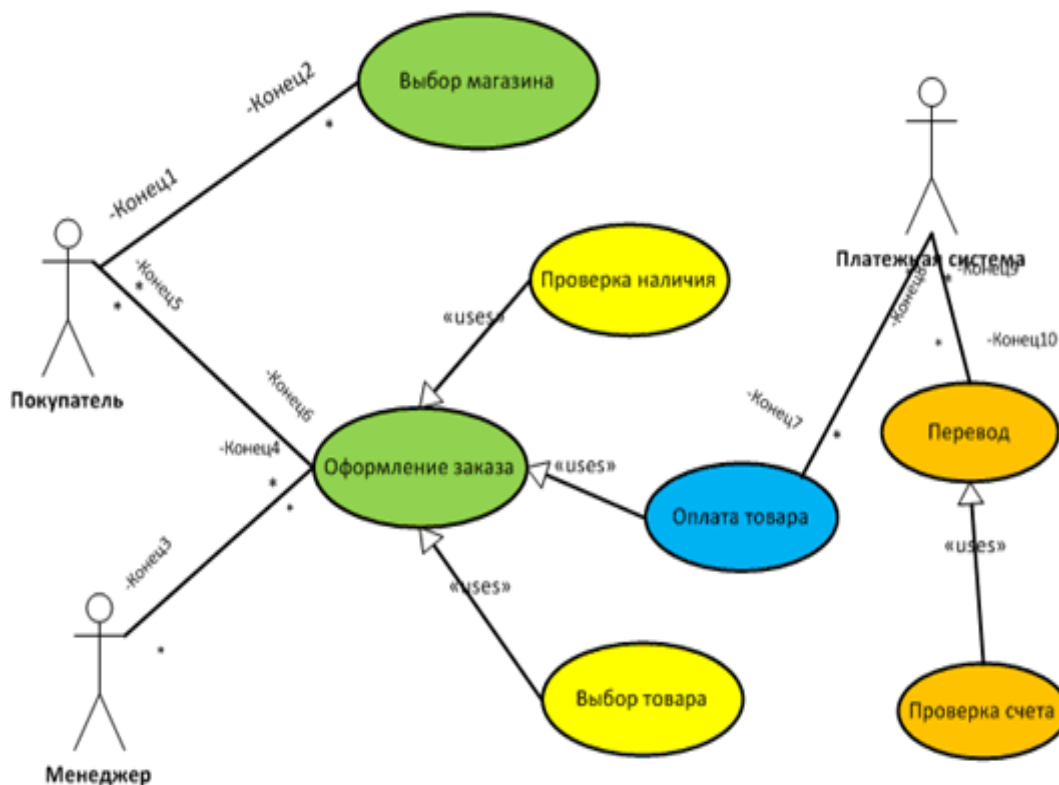 Выбор магазина
-Конец2
*
-Конец1
Покупатель
-Конец5
*
*
Платежная система
-Конец8
-Конец9
*
*
-Конец10
Проверка наличия
«uses»
-Конец6
-Конец4
*
*
Оформление заказа
«uses»
-Конец7
*
Оплата товара
Перевод
«uses»
«uses»
-Конец3
*
Менеджер
Выбор товара
Проверка счета